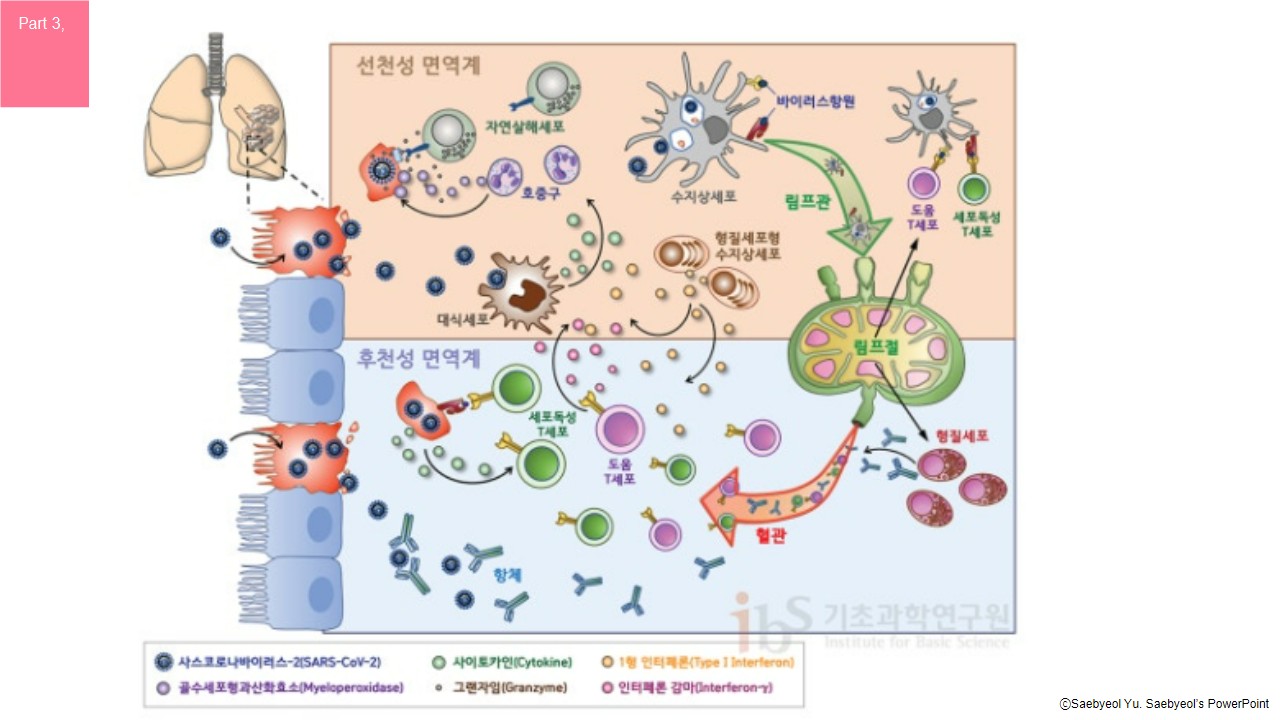 Part 3,
선천성 면역계
자연살해세포
호중구
대식세포
수지상세포
바이러스항원
림프관
형질세포형
수지상세포
도움
T세포
세포독성
T세포
림프절
후천성 면역계
세포독성
T세포
도움
T세포
형질세포
혈관
항체
ibs 기초과학연구원
Institute for Basic Science
사스코로나바이러스-2(SARS-CoV-2)
사이토카인(Cytokine)
1형 인터페론(Type I Interferon)
골수세포형과산화효소(Myeloperoxidase)
그랜자임(Granzyme)
인터페론 감마(Interferon-γ)
ⓒSaebyeol Yu. Saebyeol's PowerPoint